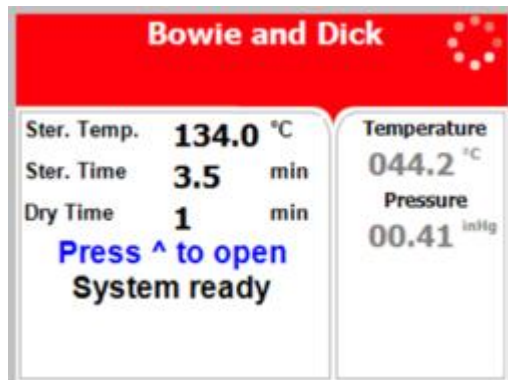 Bowie and Dick
Ster. Temp. 134.0 °C
Ster. Time 3.5 min
Dry Time 1 min
Press ^ to open
System ready
Temperature
044.2 °C
Pressure
00.41 inHg